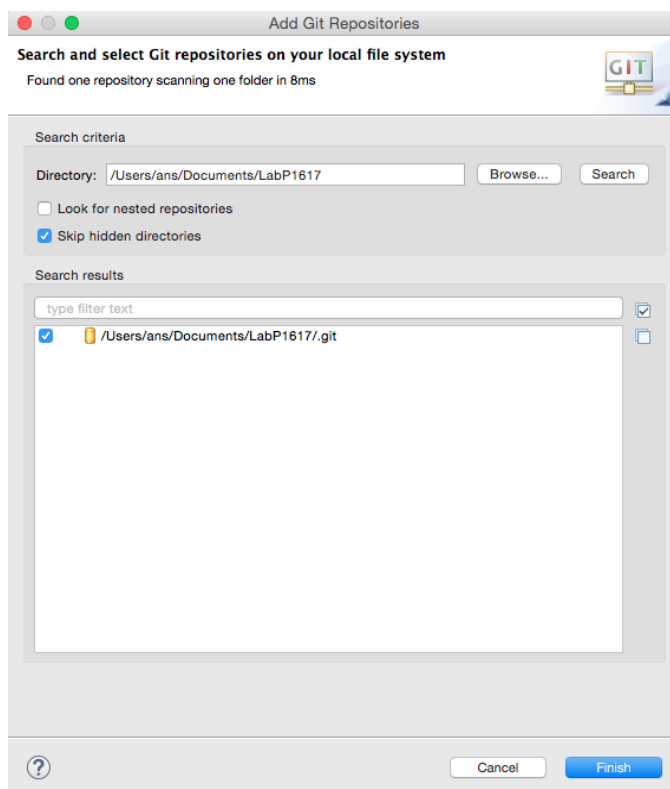 Add Git Repositories
Search and select Git repositories on your local file system
Found one repository scanning one folder in 8ms
GIT
Search criteria
Directory: /Users/ans/Documents/LabP1617 Browse... Search
Look for nested repositories
Skip hidden directories
Search results
type filter text
/Users/ans/Documents/LabP1617/.git
? Cancel Finish